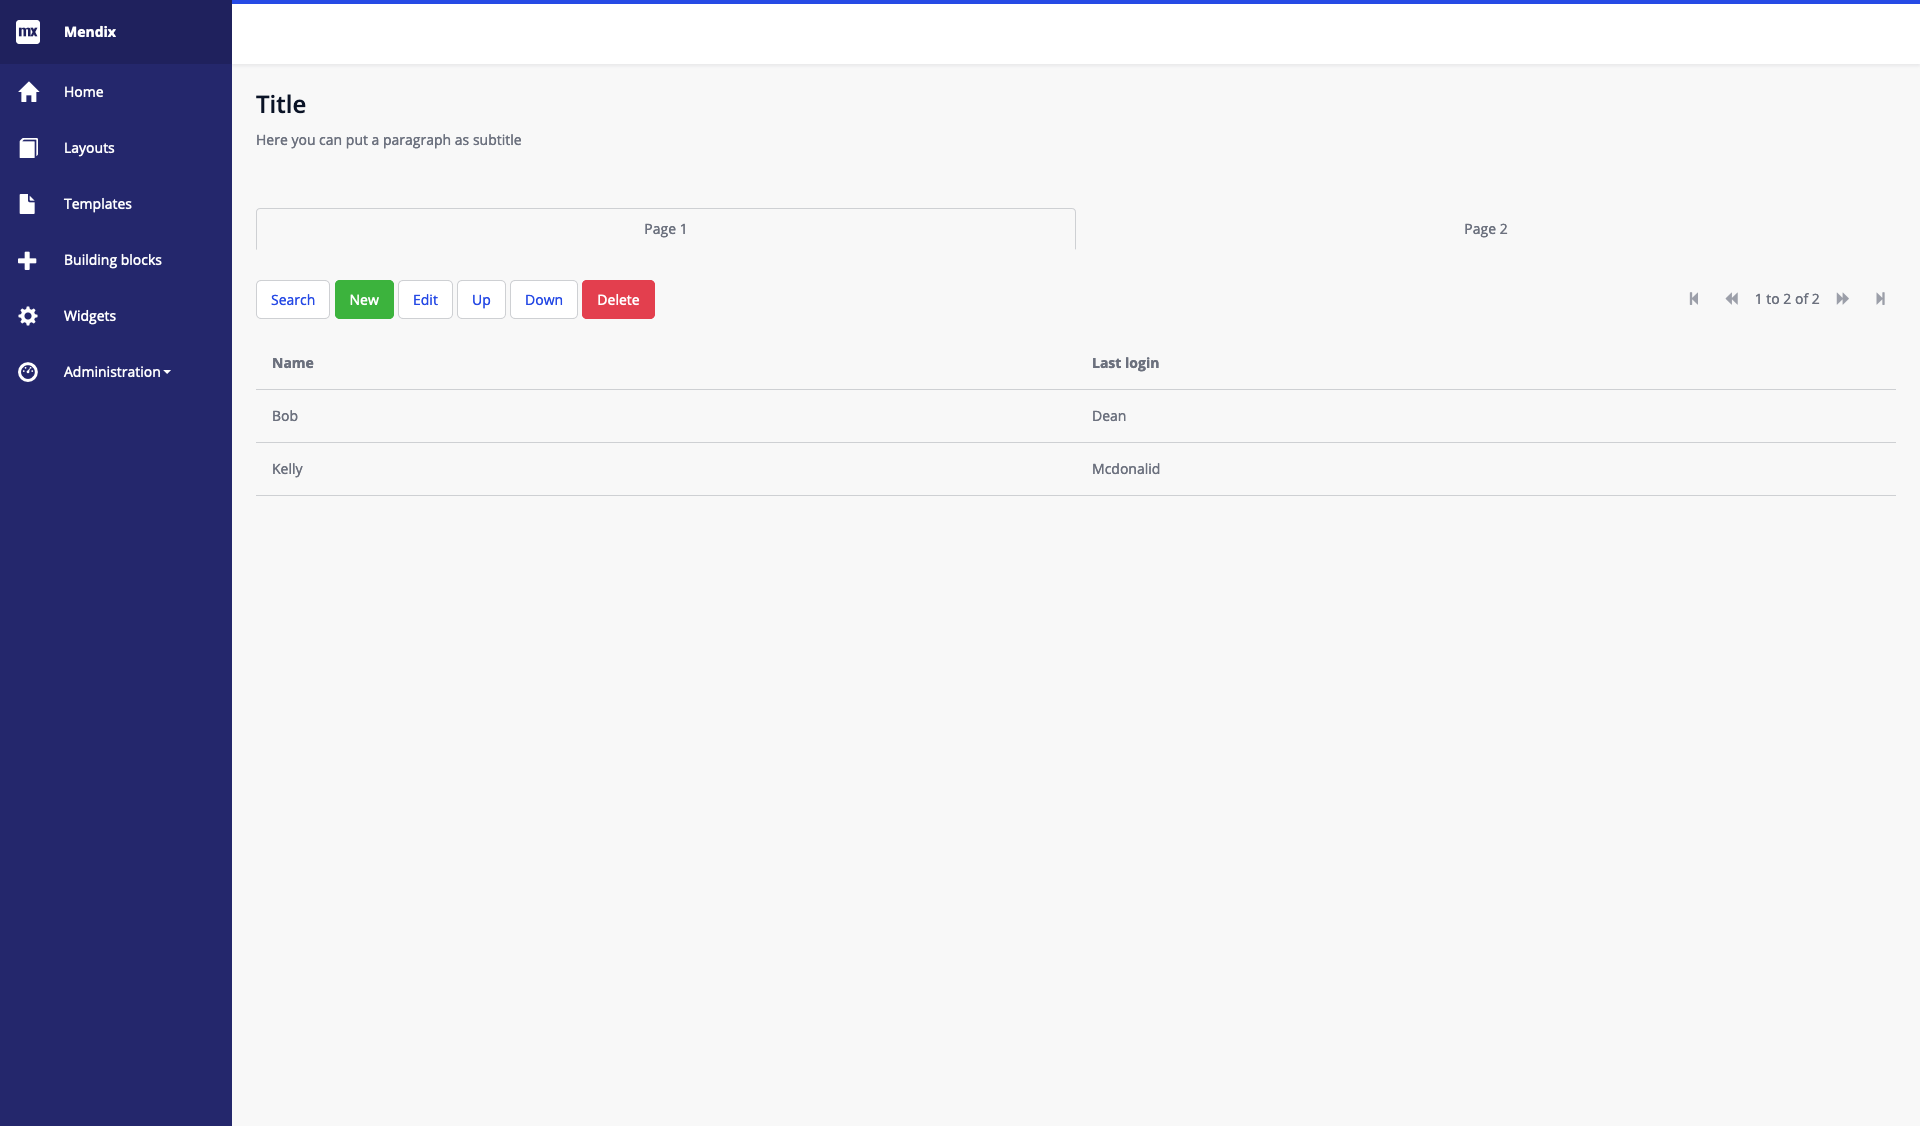 mx Mendix
Home
Layouts
Templates
Building blocks
Widgets
Administration
Title
Here you can put a paragraph as subtitle
Page 1 Page 2
Search New Edit Up Down Delete 1 to 2 of 2
Name Last login
Bob Dean
Kelly Mcdonalid